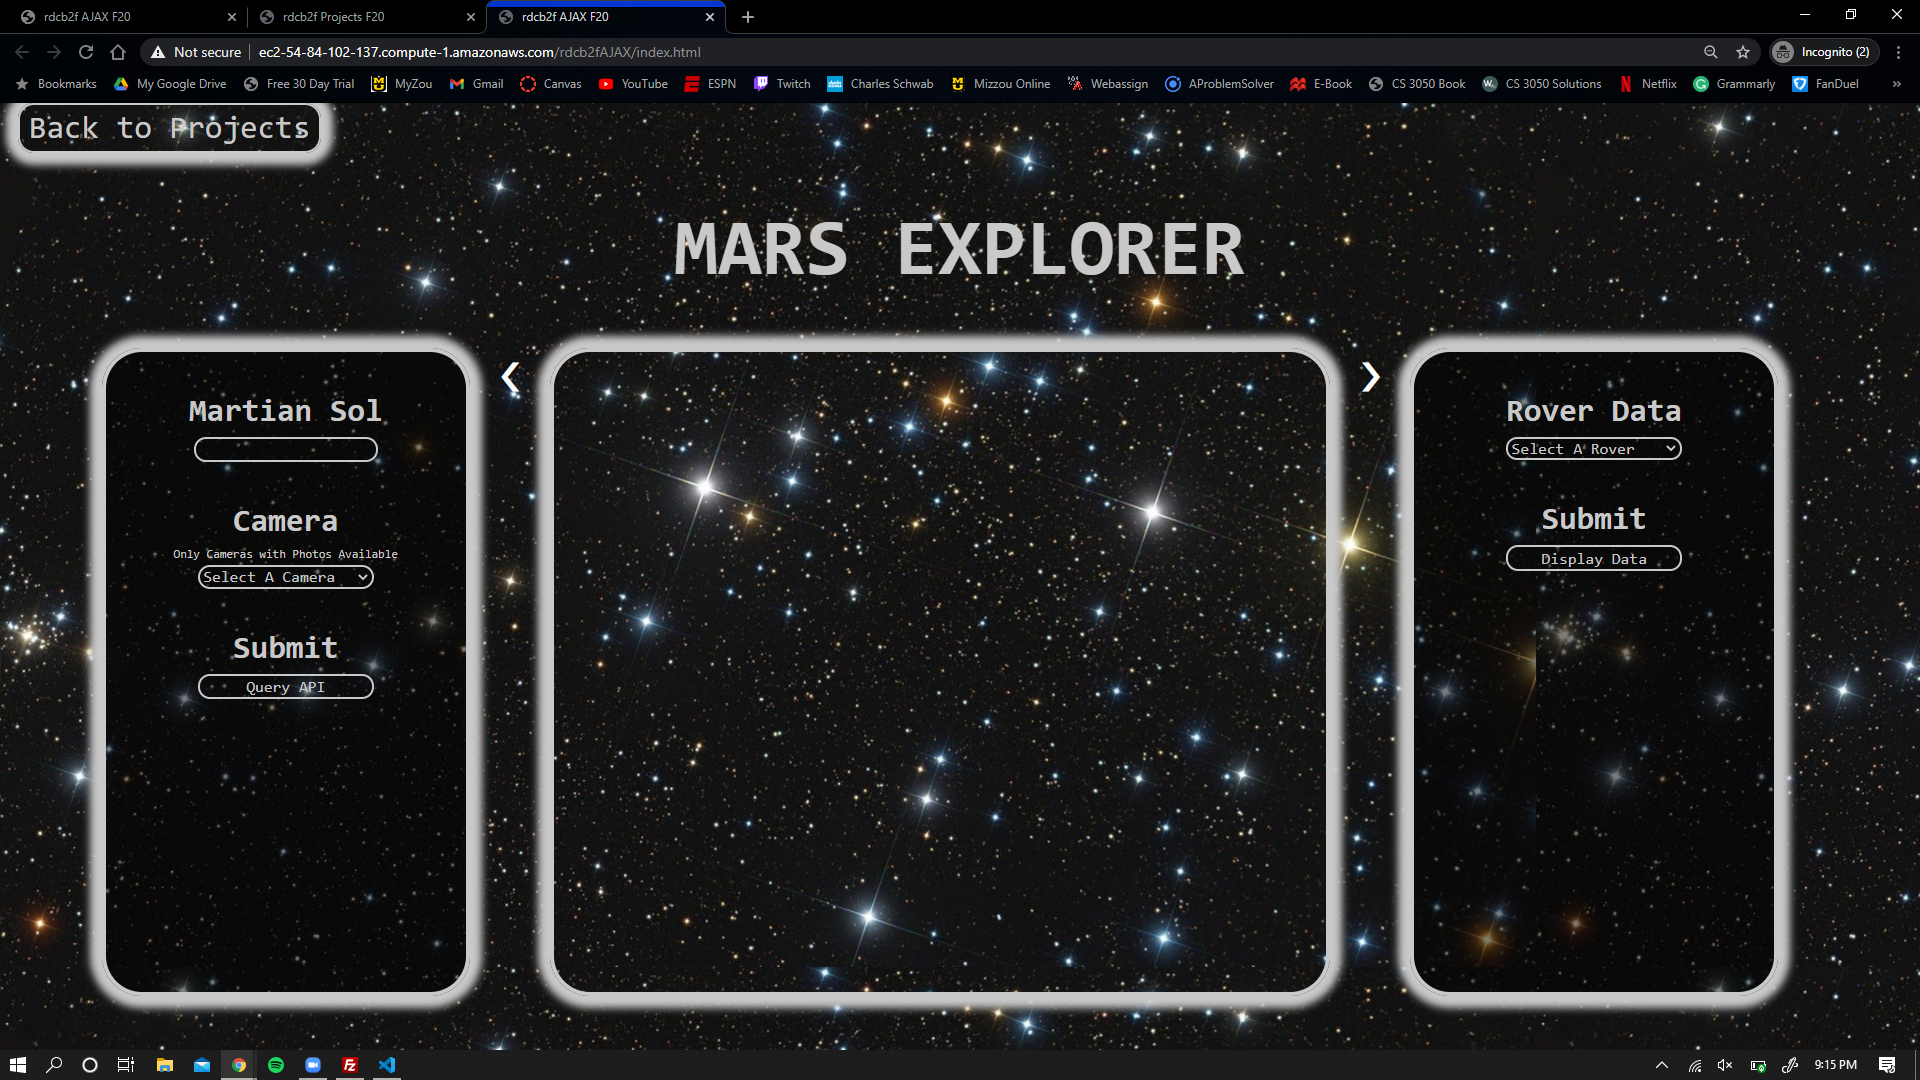 rdcb2f AJAX F20
rdcb2f Projects F20
rdcb2f AJAX F20
Not secure
ec2-54-84-102-137.compute-1.amazonaws.com/rdcb2fAJAX/index.html
Incognito (2)
Bookmarks
My Google Drive
Free 30 Day Trial
MyZou
Gmail
Canvas
YouTube
ESPN
Twitch
Charles Schwab
Mizzou Online
Webassign
AProblemSolver
E-Book
CS 3050 Book
CS 3050 Solutions
Netflix
Grammarly
FanDuel
Back to Projects
MARS EXPLORER
Martian Sol
Camera
Only Cameras with Photos Available
Select A Camera
Submit
Query API
Rover Data
Select A Rover
Submit
Display Data
9:15 PM